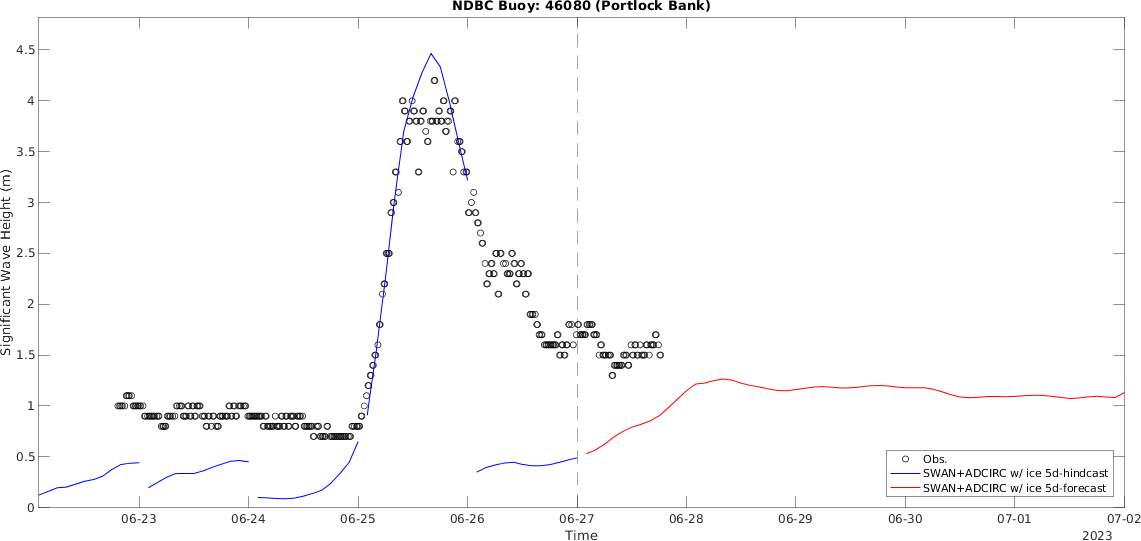 NDBC Buoy: 46080 (Portlock Bank)
Significant Wave Height (m)
4.5
4
3.5
3
2.5
2
1.5
1
0.5
0
Obs.
SWAN+ADCIRC w/ ice 5d-hindcast
SWAN+ADCIRC w/ ice 5d-forecast
06-23 06-24 06-25 06-26 06-27 06-28 06-29 06-30 07-01 07-02
Time
2023